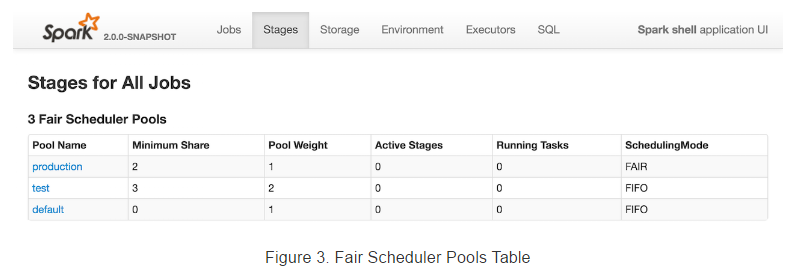 Spark 2.0.0-SNAPSHOT Jobs Stages Storage Environment Executors SQL Spark shell application UI
Stages for All Jobs
3 Fair Scheduler Pools
Pool Name Minimum Share Pool Weight Active Stages Running Tasks SchedulingMode
production 2 1 0 0 FAIR
test 3 2 0 0 FIFO
default 0 1 0 0 FIFO
Figure 3. Fair Scheduler Pools Table